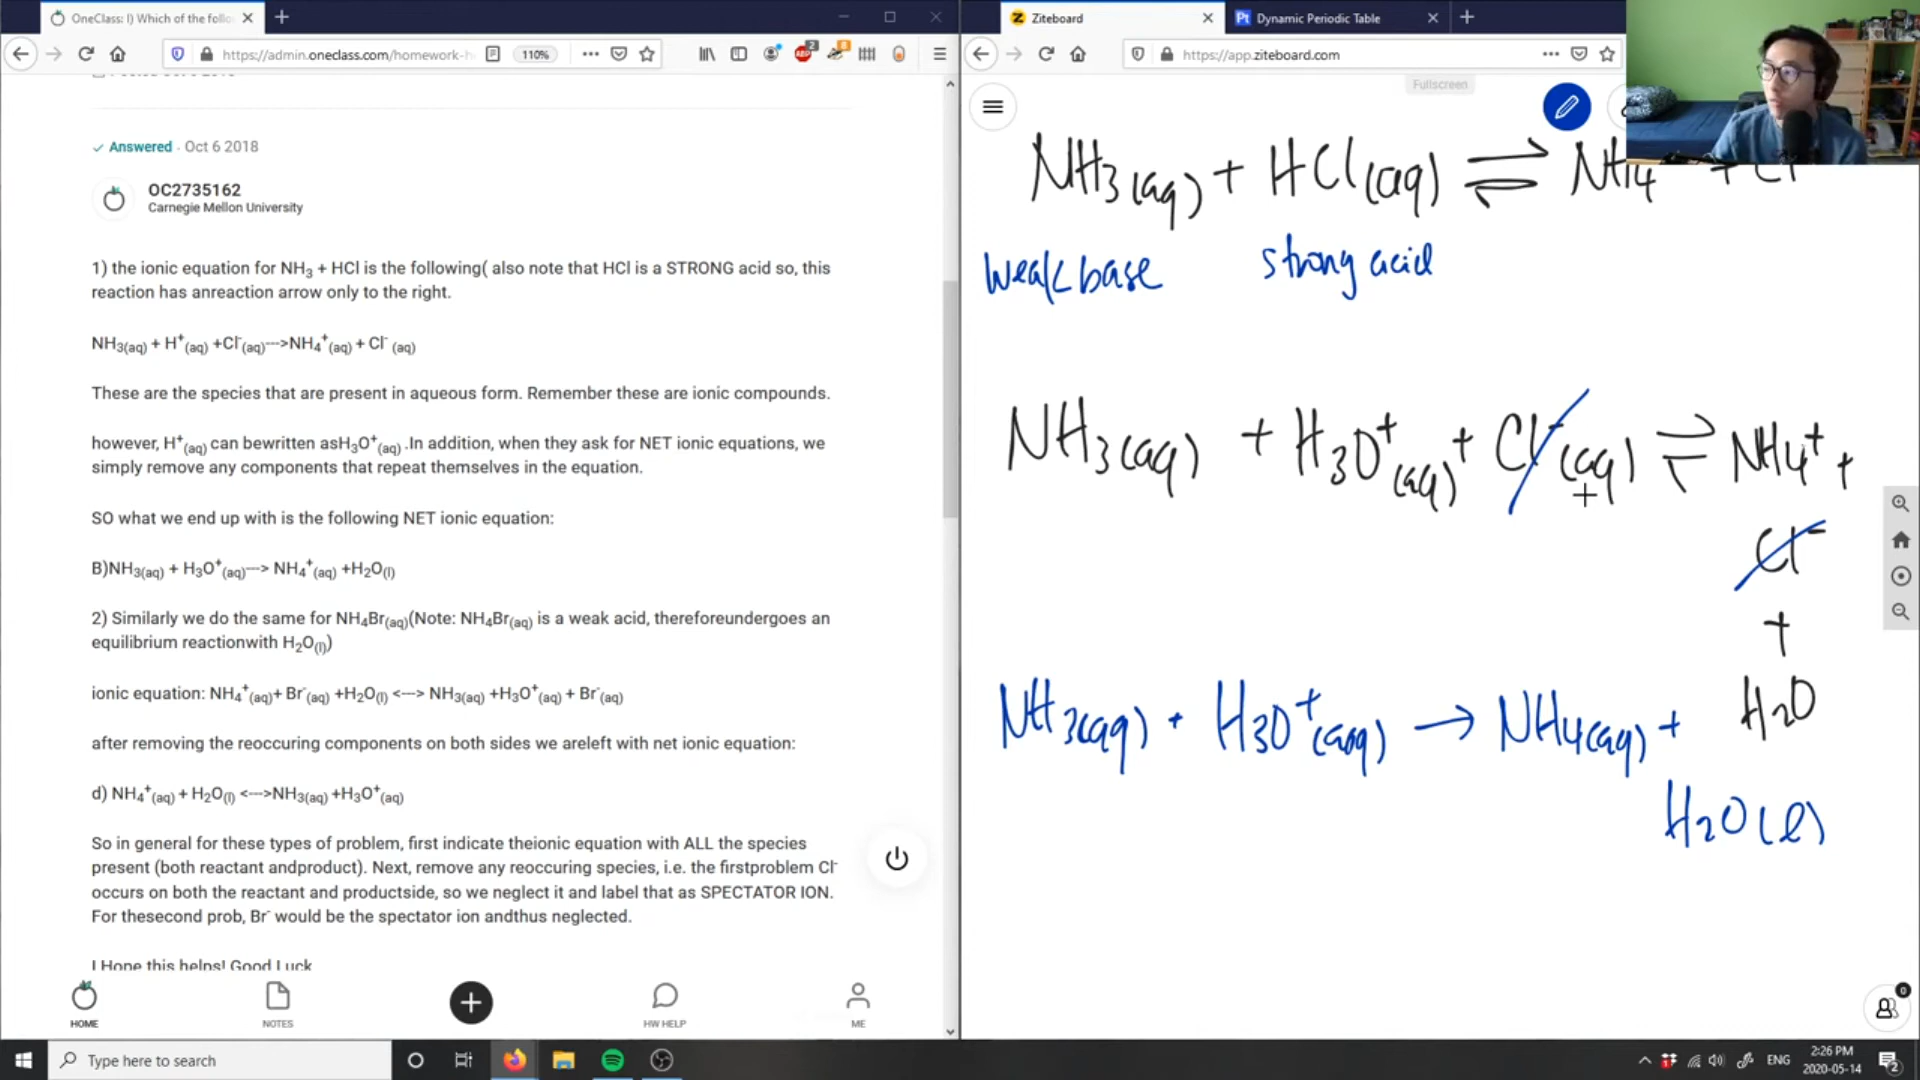 OneClass: I) Which of the follo
https://admin.oneclass.com/homework-h
110%
2
8
Answered · Oct 6 2018
OC2735162
Carnegie Mellon University
1) the ionic equation for NH3 + HCl is the following( also note that HCl is a STRONG acid so, this
reaction has anreaction arrow only to the right.
NH3(aq) + H+(aq) +Cl-(aq)--->NH4+(aq) + Cl- (aq)
These are the species that are present in aqueous form. Remember these are ionic compounds.
however, H+(aq) can bewritten asH3O+(aq) .In addition, when they ask for NET ionic equations, we
simply remove any components that repeat themselves in the equation.
SO what we end up with is the following NET ionic equation:
B)NH3(aq) + H3O+(aq)---> NH4+(aq) +H2O(l)
2) Similarly we do the same for NH4Br(aq)(Note: NH4Br(aq) is a weak acid, thereforeundergoes an
equilibrium reactionwith H2O(l))
ionic equation: NH4+(aq)+ Br-(aq) +H2O(l) <---> NH3(aq) +H3O+(aq) + Br-(aq)
after removing the reoccuring components on both sides we areleft with net ionic equation:
d) NH4+(aq) + H2O(l) <--->NH3(aq) +H3O+(aq)
So in general for these types of problem, first indicate theionic equation with ALL the species
present (both reactant andproduct). Next, remove any reoccuring species, i.e. the firstproblem Cl-
occurs on both the reactant and productside, so we neglect it and label that as SPECTATOR ION.
For thesecond prob, Br- would be the spectator ion andthus neglected.
I Hope this helps! Good Luck
HOME
NOTES
HW HELP
ME
Ziteboard
Pt Dynamic Periodic Table
https://app.ziteboard.com
Fullscreen
NH3(aq) + HCl(aq) ⇌ NH4 + Cl
weak base
strong acid
NH3(aq) + H3O+(aq) + Cl-(aq) ⇌ NH4+ +
Cl-
+
H2O
NH3(aq) + H3O+(aq) → NH4(aq) +
H2O(l)
0
Type here to search
ENG
2:26 PM
2020-05-14
2